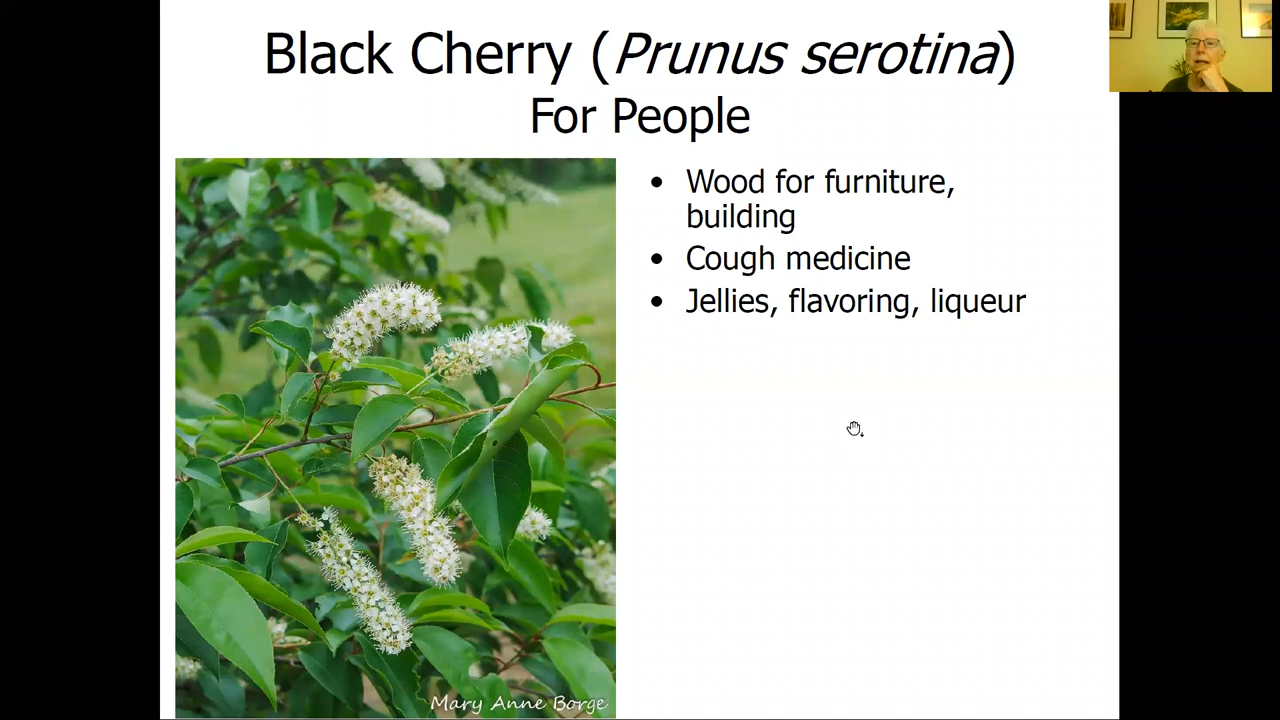 Black Cherry (Prunus serotina)
For People
• Wood for furniture,
building
• Cough medicine
• Jellies, flavoring, liqueur
Mary Anne Borge